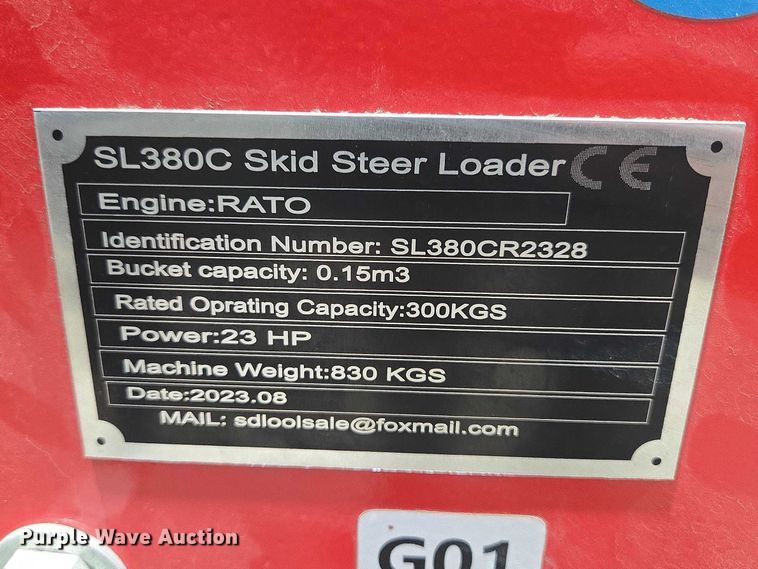 SL380C Skid Steer Loader CE
Engine:RATO
Identification Number: SL380CR2328
Bucket capacity: 0.15m3
Rated Oprating Capacity:300KGS
Power:23 HP
Machine Weight:830 KGS
Date:2023.08
MAIL: sdloolsale@foxmail.com
G01
Purple Wave Auction